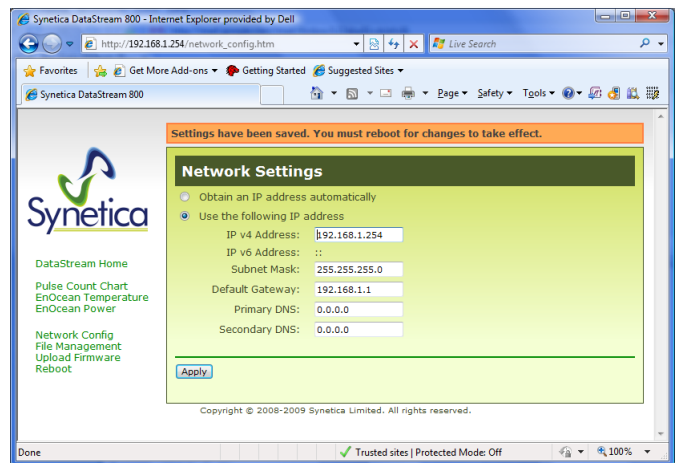 Synetica DataStream 800 - Internet Explorer provided by Dell
http://192.168.1.254/network_config.htm
Live Search
Favorites Get More Add-ons Getting Started Suggested Sites
Synetica DataStream 800 Page Safety Tools
Settings have been saved. You must reboot for changes to take effect.
Synetica
DataStream Home
Pulse Count Chart
EnOcean Temperature
EnOcean Power
Network Config
File Management
Upload Firmware
Reboot
Network Settings
Obtain an IP address automatically
Use the following IP address
IP v4 Address: 192.168.1.254
IP v6 Address: ::
Subnet Mask: 255.255.255.0
Default Gateway: 192.168.1.1
Primary DNS: 0.0.0.0
Secondary DNS: 0.0.0.0
Apply
Copyright © 2008-2009 Synetica Limited. All rights reserved.
Done Trusted sites | Protected Mode: Off 100%